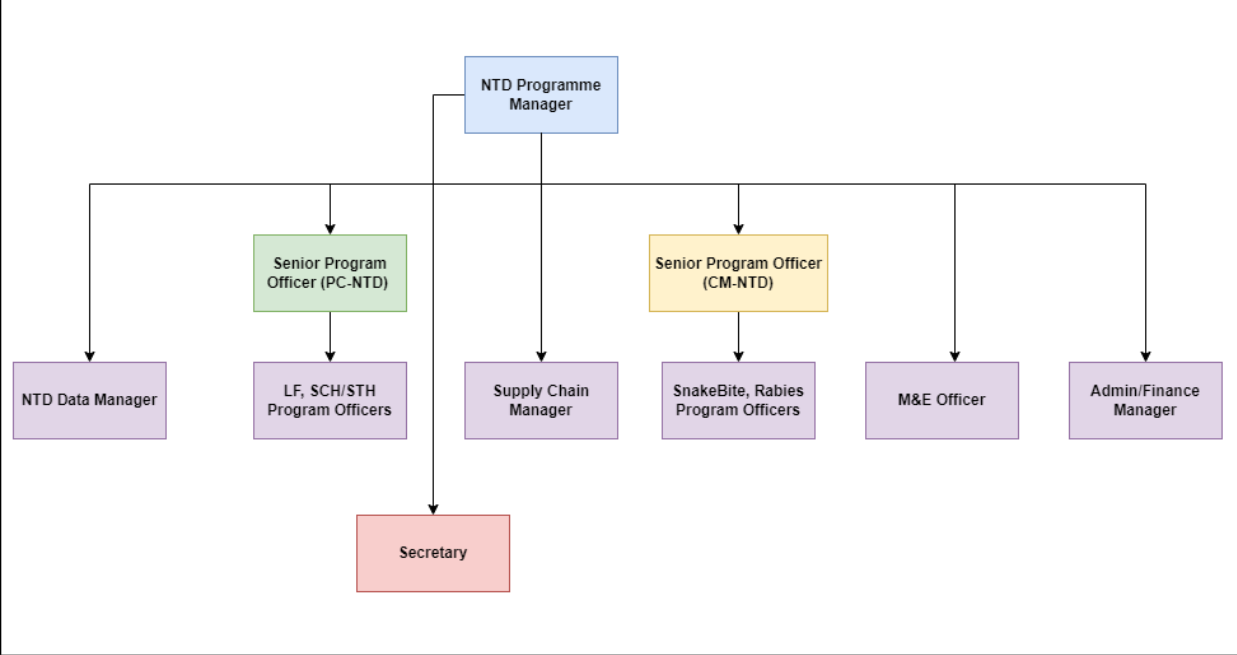 NTD Programme
Manager
Senior Program
Officer (PC-NTD)
Senior Program Officer
(CM-NTD)
NTD Data Manager
LF, SCH/STH
Program Officers
Supply Chain
Manager
SnakeBite, Rabies
Program Officers
M&E Officer
Admin/Finance
Manager
Secretary